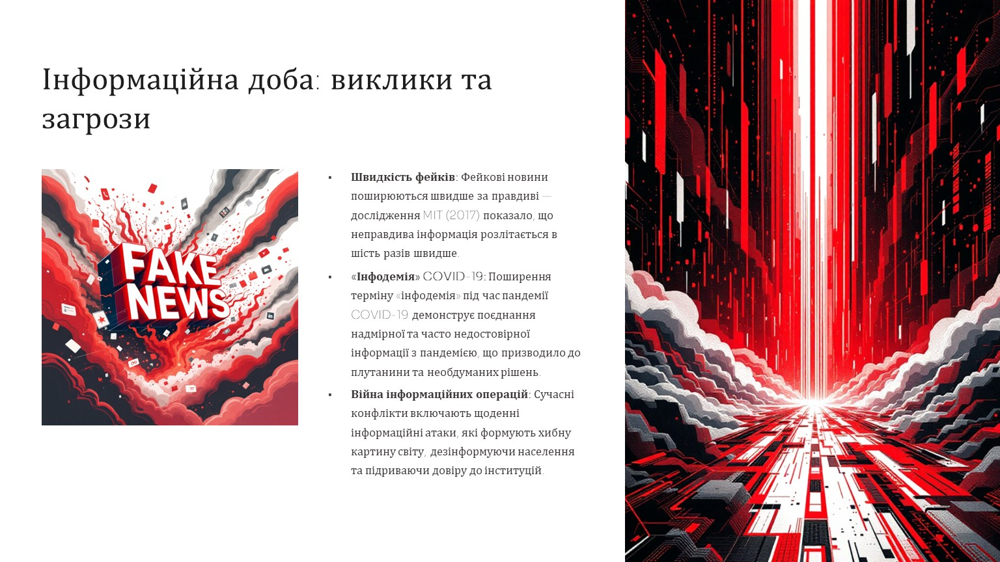 Інформаційна доба: виклики та
загрози
FAKE
NEWS
▪ Швидкість фейків: Фейкові новини
поширюються швидше за правдиві —
дослідження MIT (2017) показало, що
неправдива інформація розлітається в
шість разів швидше.
▪ «Інфодемія» COVID-19: Поширення
терміну «інфодемія» під час пандемії
COVID-19 демонструє поєднання
надмірної та часто недостовірної
інформації з пандемією, що призводило до
плутанини та необдуманих рішень.
▪ Війна інформаційних операцій: Сучасні
конфлікти включають щоденні
інформаційні атаки, які формують хибну
картину світу, дезінформуючи населення
та підриваючи довіру до інституцій.